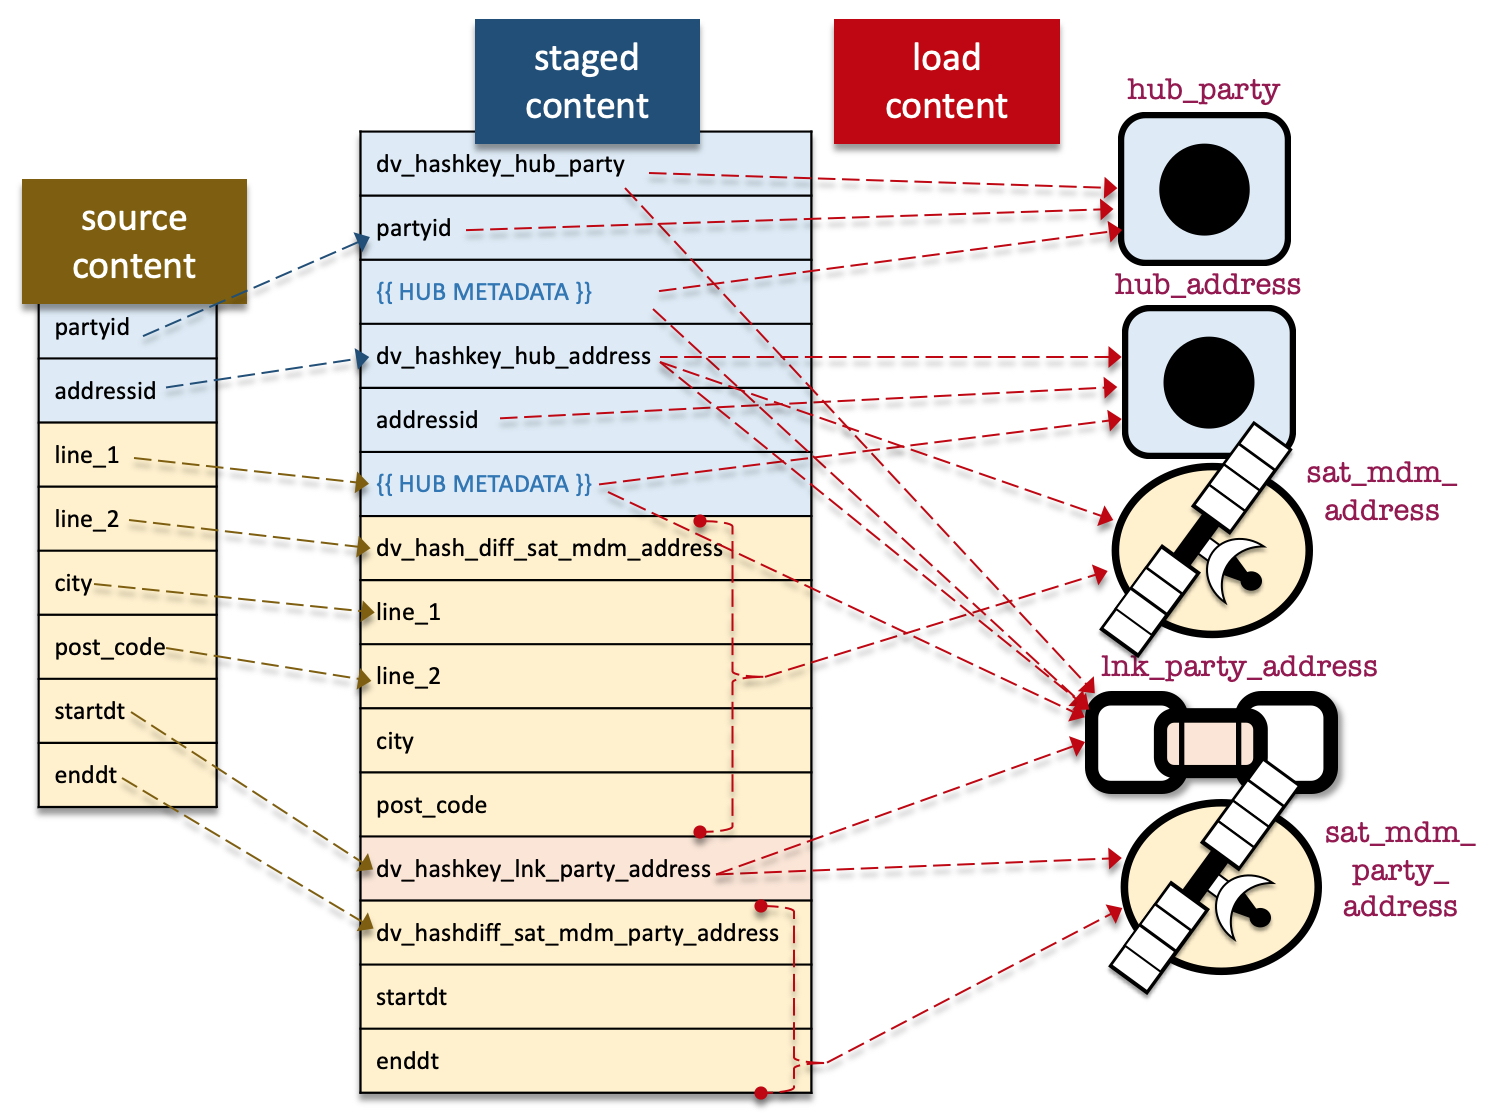 source
content
partyid
addressid
line_1
line_2
city
post_code
startdt
enddt
staged
content
dv_hashkey_hub_party
partyid
{{ HUB METADATA }}
dv_hashkey_hub_address
addressid
{{ HUB METADATA }}
dv_hash_diff_sat_mdm_address
line_1
line_2
city
post_code
dv_hashkey_lnk_party_address
dv_hashdiff_sat_mdm_party_address
startdt
enddt
load
content
hub_party
hub_address
sat_mdm_
address
lnk_party_address
sat_mdm_
party_
address